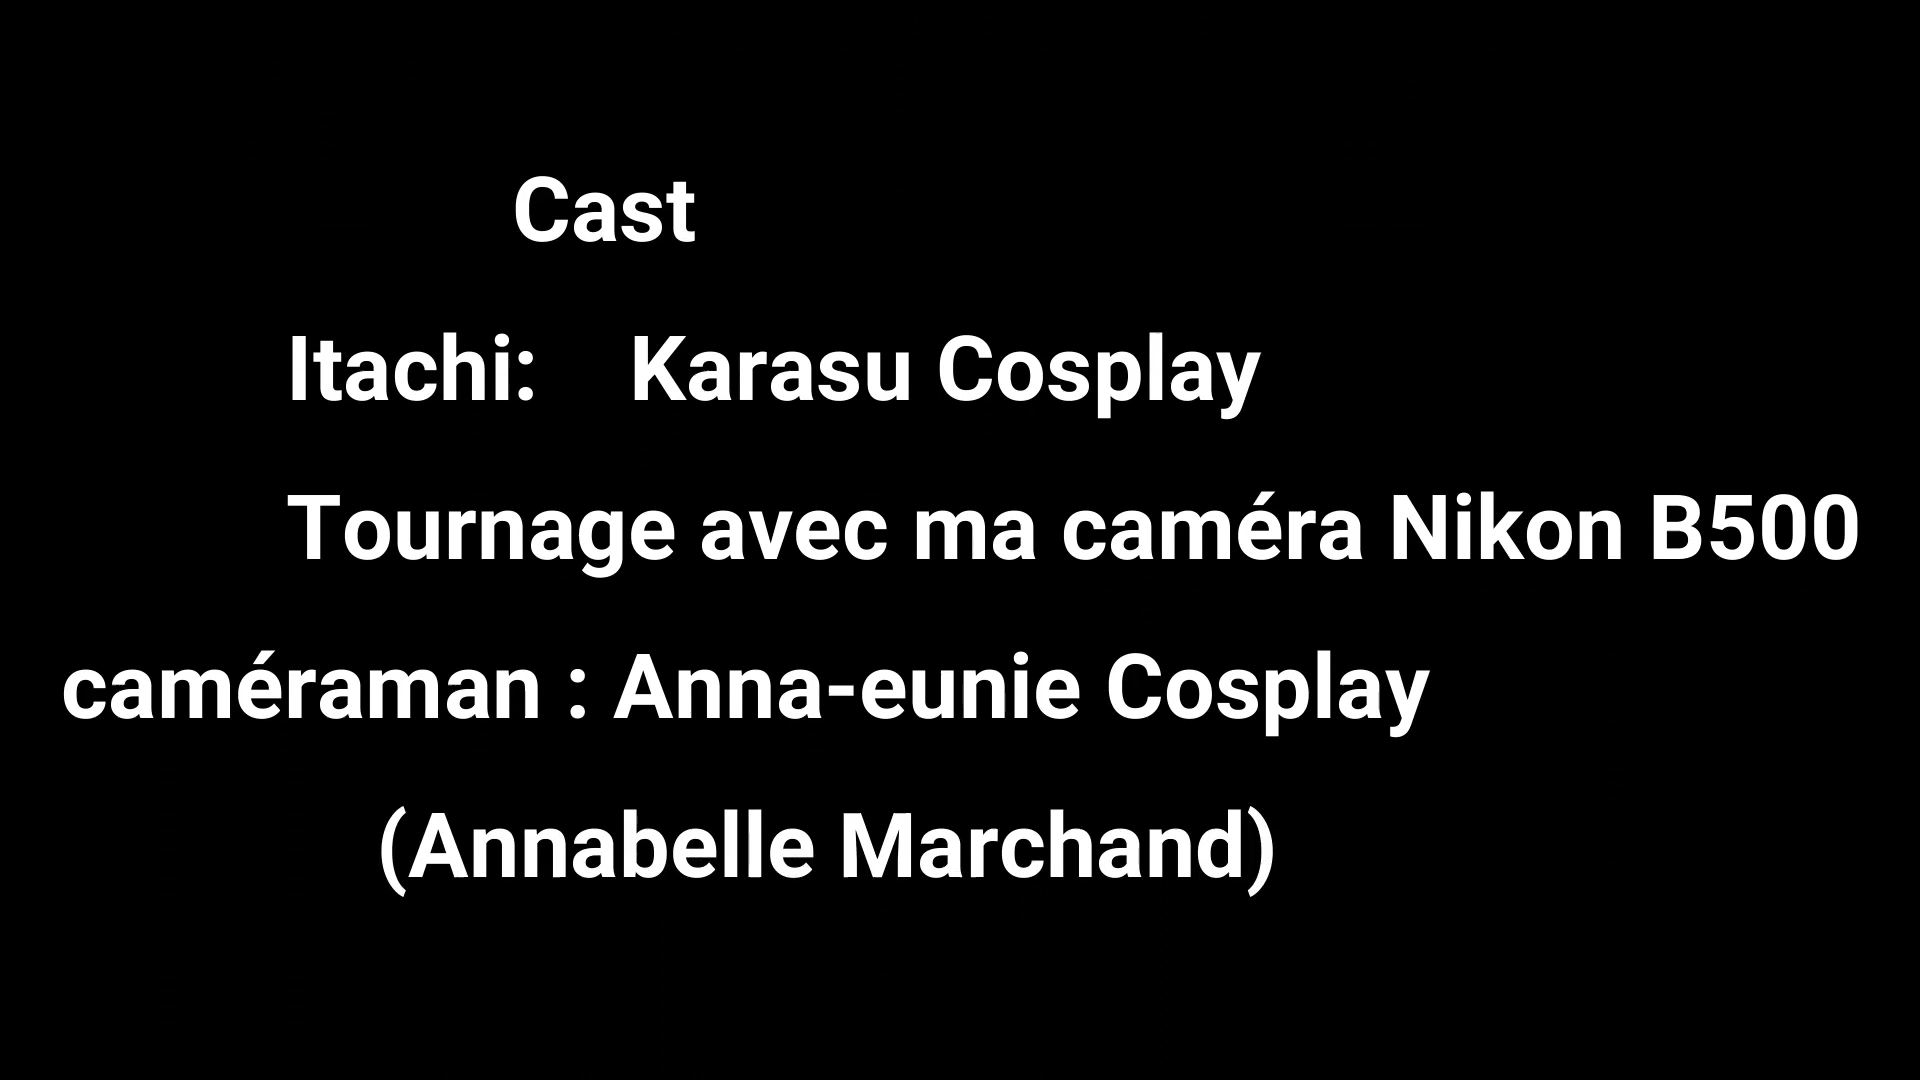 Cast
Itachi: Karasu Cosplay
Tournage avec ma caméra Nikon B500
caméraman : Anna-eunie Cosplay
(Annabelle Marchand)